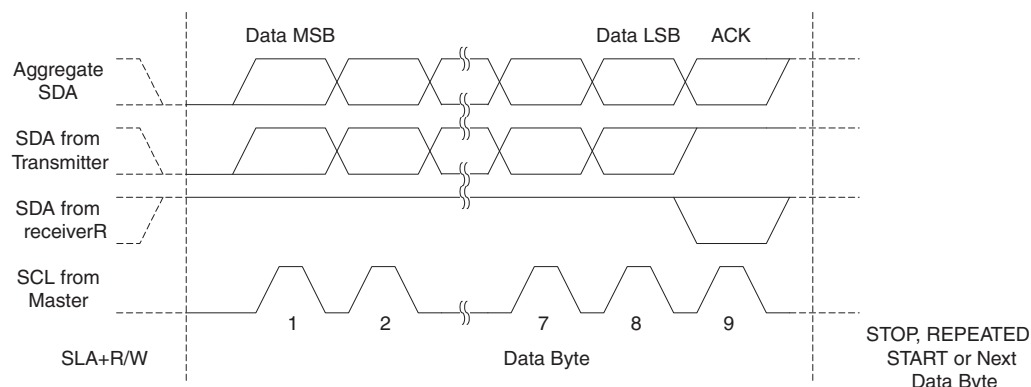 Data MSB
Data LSB
ACK
Aggregate
SDA
SDA from
Transmitter
SDA from
receiverR
SCL from
Master
1
2
7
8
9
SLA+R/W
Data Byte
STOP, REPEATED
START or Next
Data Byte